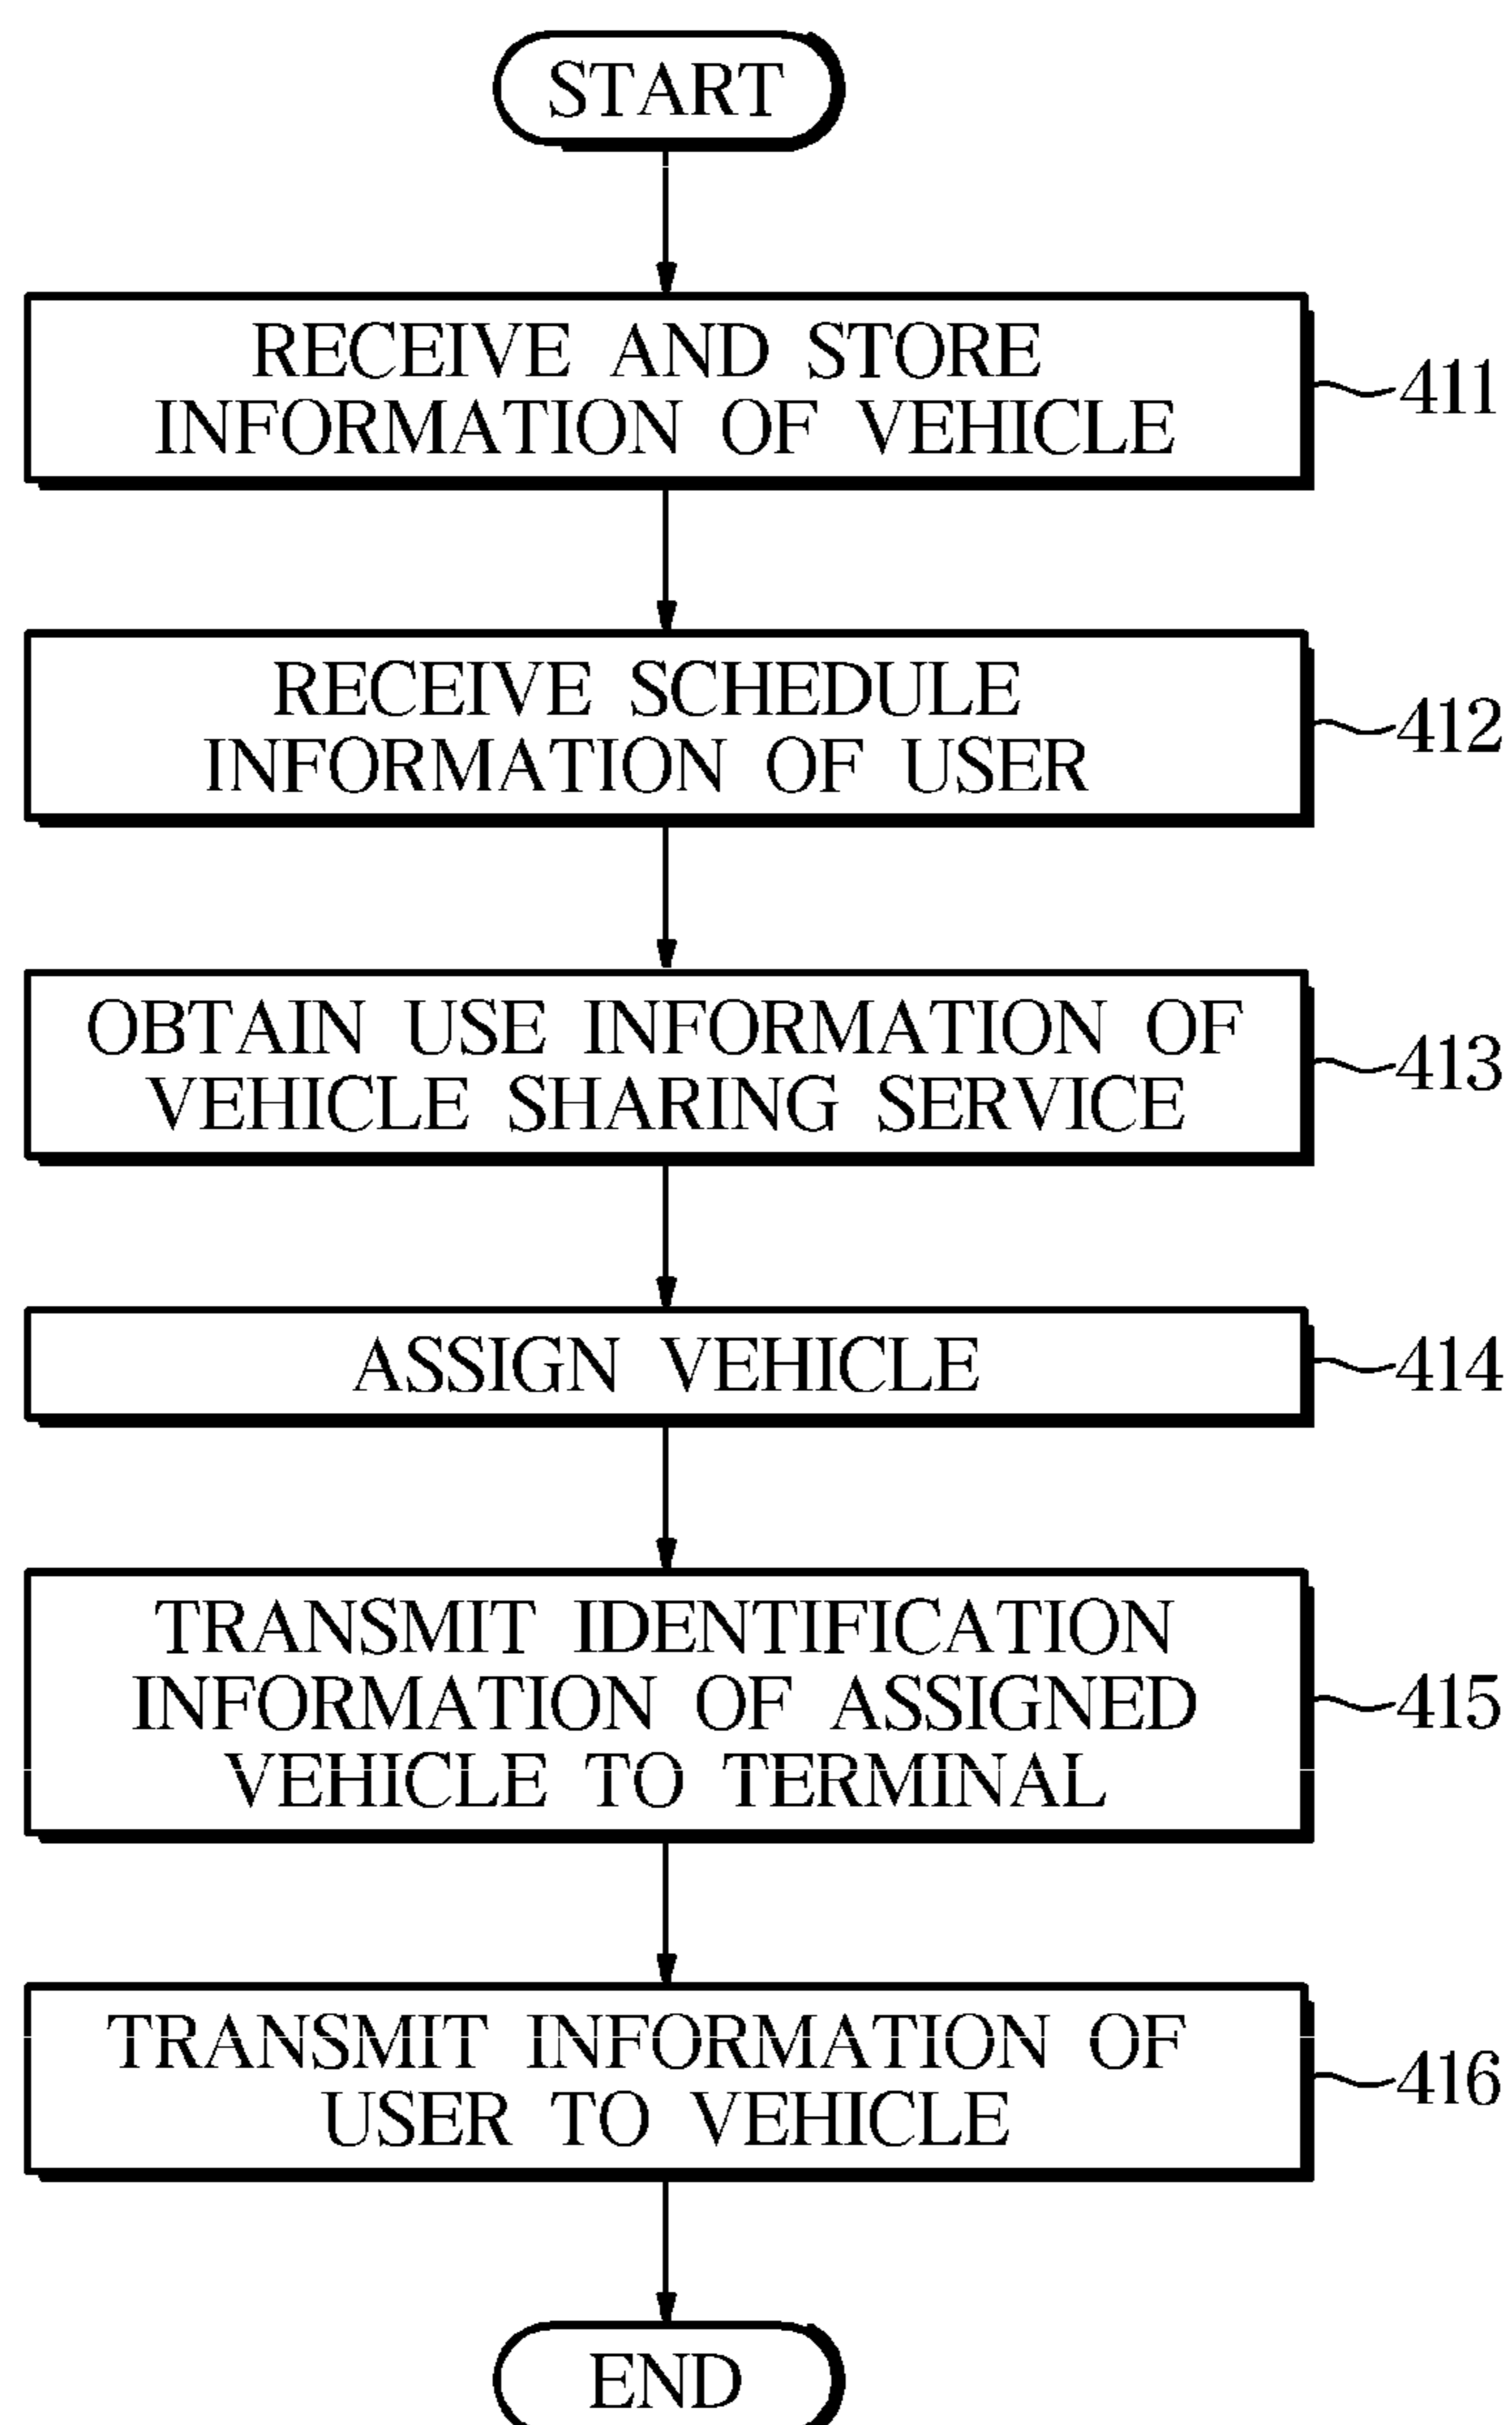 START
RECEIVE AND STORE
INFORMATION OF VEHICLE
411
RECEIVE SCHEDULE
INFORMATION OF USER
412
OBTAIN USE INFORMATION OF
VEHICLE SHARING SERVICE
413
ASSIGN VEHICLE
414
TRANSMIT IDENTIFICATION
INFORMATION OF ASSIGNED
VEHICLE TO TERMINAL
415
TRANSMIT INFORMATION OF
USER TO VEHICLE
416
END